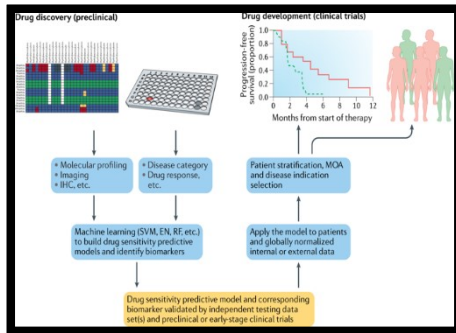 Drug discovery (preclinical)
Drug development (clinical trials)
Progression-free
survival (proportion)
1.0
0.8
0.6
0.4
0.2
0.0
0 2 4 6 8 10 12
Months from start of therapy
• Molecular profiling
• Imaging
• IHC, etc.
• Disease category
• Drug response,
etc.
Machine learning (SVM, EN, RF, etc.)
to build drug sensitivity predictive
models and identify biomarkers
Patient stratification, MOA
and disease indication
selection
Apply the model to patients
and globally normalized
internal or external data
Drug sensitivity predictive model and corresponding
biomarker validated by independent testing data
set(s) and preclinical or early-stage clinical trials